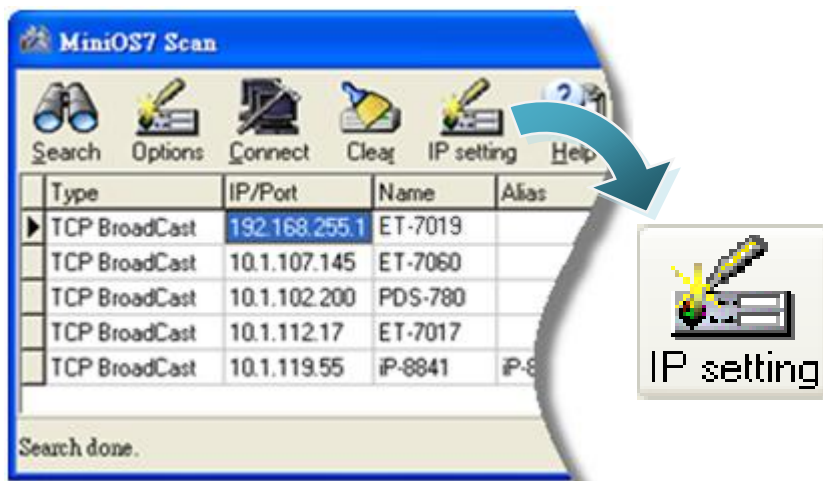 MiniOS7 Scan
Search Options Connect Clear IP setting Help
Type IP/Port Name Alias
TCP BroadCast 192.168.255.1 ET-7019
TCP BroadCast 10.1.107.145 ET-7060
TCP BroadCast 10.1.102.200 PDS-780
TCP BroadCast 10.1.112.17 ET-7017
TCP BroadCast 10.1.119.55 iP-8841
Search done.
IP setting